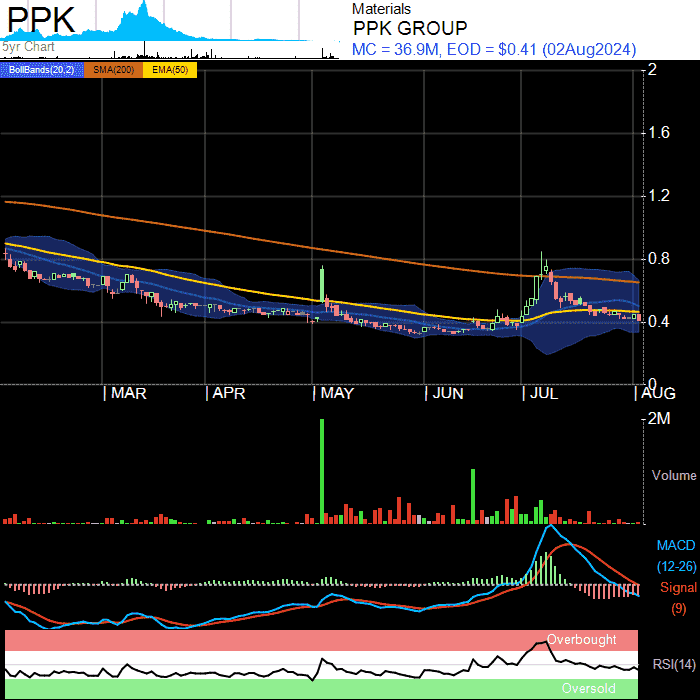 PPK
5yr Chart
Materials
PPK GROUP
MC = 36.9M, EOD = $0.41 (02Aug2024)
BollBands(20,2) SMA(200) EMA(50)
2
1.6
1.2
0.8
0.4
0
MAR APR MAY JUN JUL AUG
2M
Volume
MACD
(12-26)
Signal
(9)
Overbought
RSI(14)
Oversold